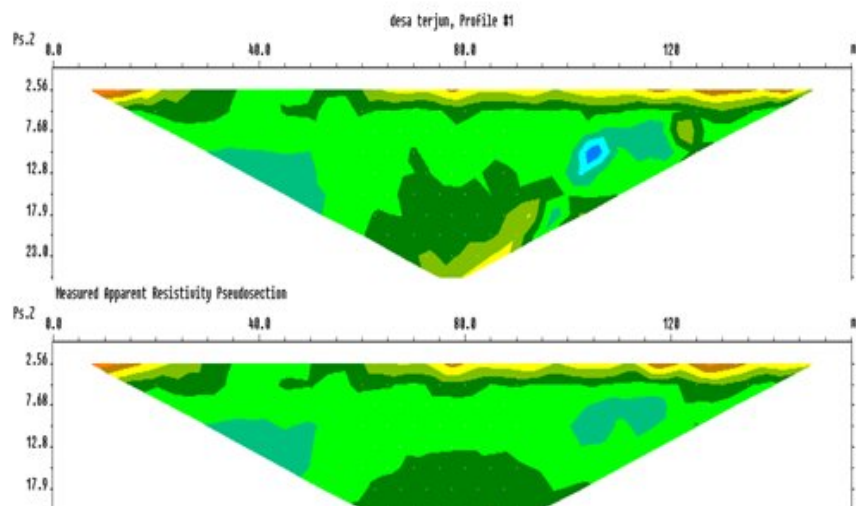 desa terjun, Profile #1
Ps.Z 0.0 40.0 80.0 120 m
2.56
7.68
12.8
17.9
23.0
Measured Apparent Resistivity Pseudosection
Ps.Z 0.0 40.0 80.0 120 m
2.56
7.68
12.8
17.9